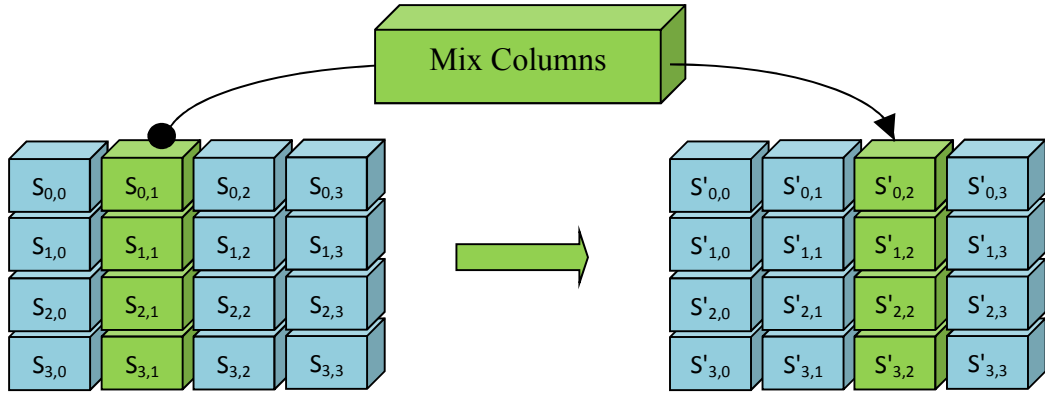 Mix Columns
S0,0 S0,1 S0,2 S0,3 S'0,0 S'0,1 S'0,2 S'0,3
S1,0 S1,1 S1,2 S1,3 S'1,0 S'1,1 S'1,2 S'1,3
S2,0 S2,1 S2,2 S2,3 S'2,0 S'2,1 S'2,2 S'2,3
S3,0 S3,1 S3,2 S3,3 S'3,0 S'3,1 S'3,2 S'3,3